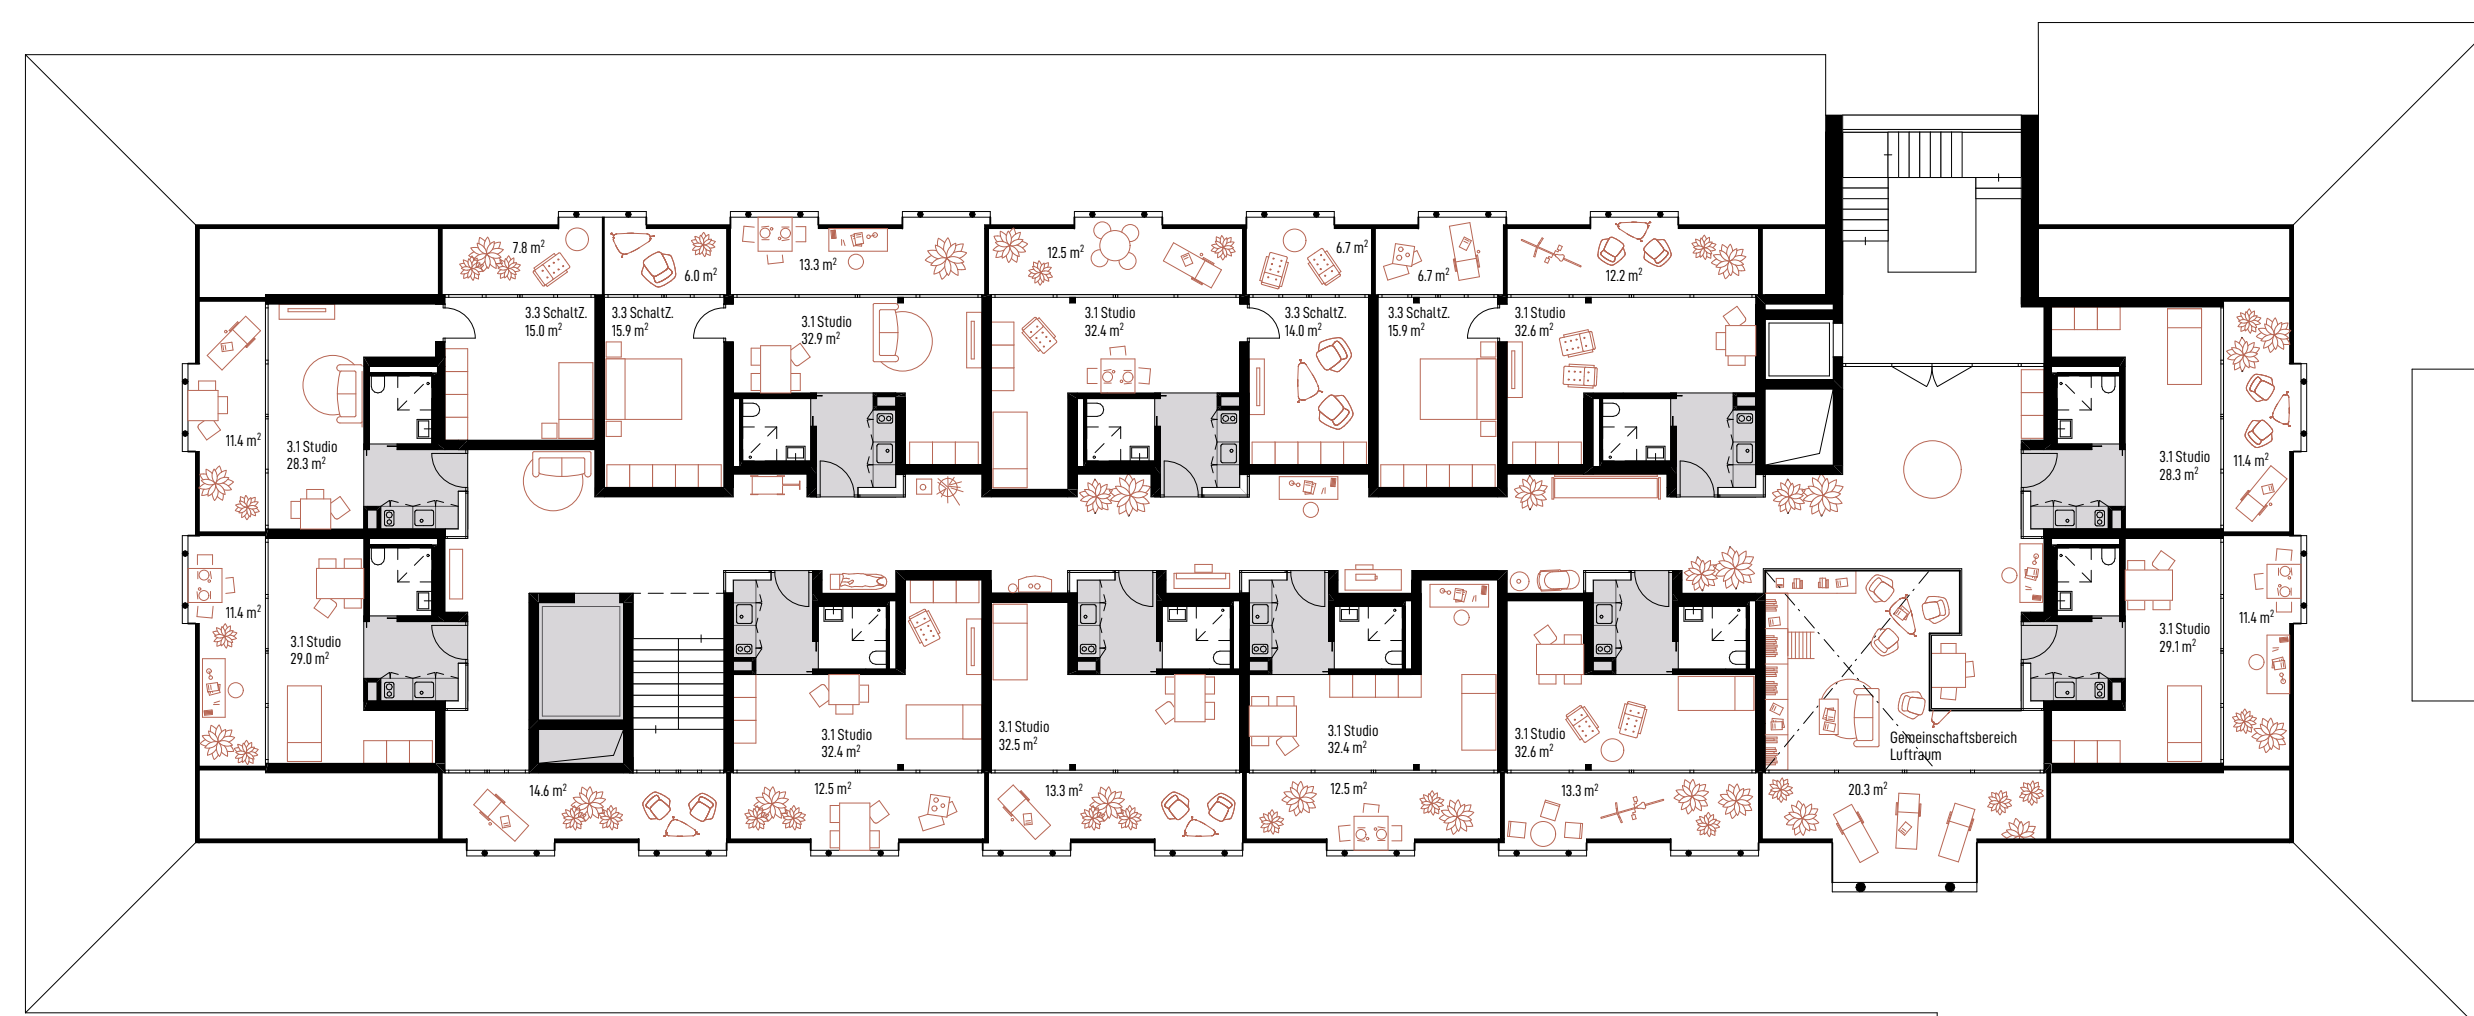 7.8 m²
6.0 m²
13.3 m²
12.5 m²
6.7 m²
6.7 m²
12.2 m²
3.3 SchaltZ.
15.0 m²
3.3 SchaltZ.
15.9 m²
3.1 Studio
32.9 m²
3.1 Studio
32.4 m²
3.3 SchaltZ.
14.0 m²
3.3 SchaltZ.
15.9 m²
3.1 Studio
32.6 m²
11.4 m²
3.1 Studio
28.3 m²
3.1 Studio
28.3 m²
11.4 m²
11.4 m²
3.1 Studio
29.0 m²
3.1 Studio
29.1 m²
11.4 m²
3.1 Studio
32.4 m²
3.1 Studio
32.5 m²
3.1 Studio
32.4 m²
3.1 Studio
32.6 m²
Gemeinschaftsbereich
Luftraum
14.6 m²
12.5 m²
13.3 m²
12.5 m²
13.3 m²
20.3 m²